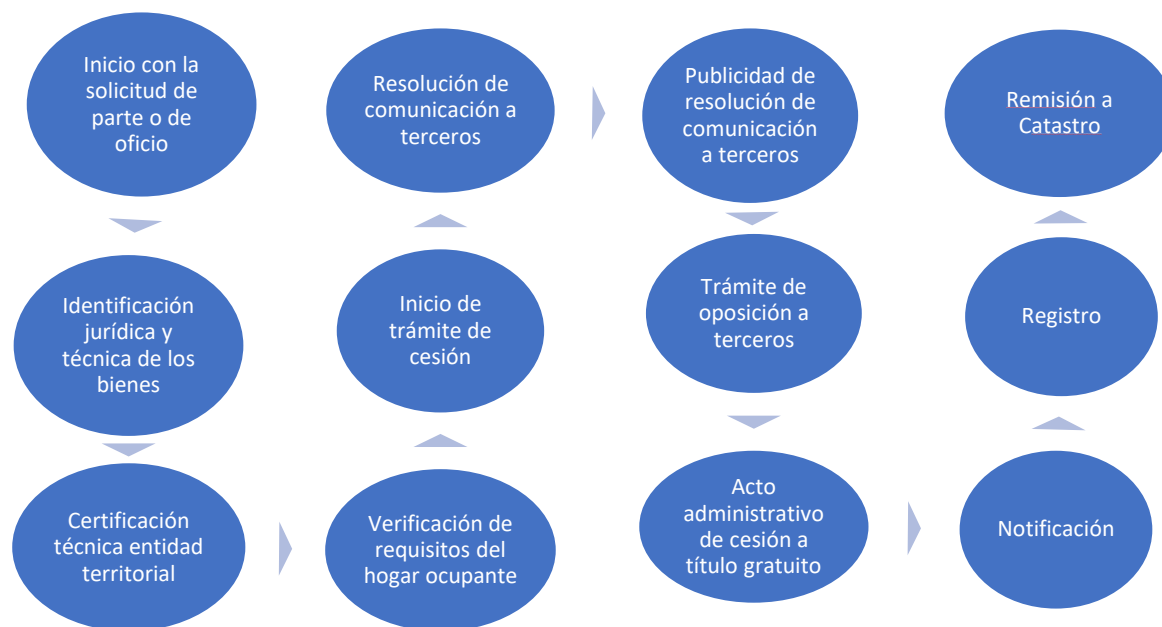 Inicio con la
solicitud de
parte o de
oficio
Identificación
jurídica y
técnica de los
bienes
Certificación
técnica entidad
territorial
Verificación de
requisitos del
hogar ocupante
Inicio de
trámite de
cesión
Resolución de
comunicación a
terceros
Publicidad de
resolución de
comunicación
a terceros
Trámite de
oposición a
terceros
Acto
administrativo
de cesión a
título gratuito
Notificación
Registro
Remisión a
Catastro